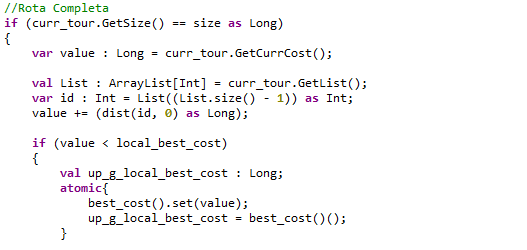 //Rota Completa
if (curr_tour.GetSize() == size as Long)
{
var value : Long = curr_tour.GetCurrCost();
val List : ArrayList[Int] = curr_tour.GetList();
var id : Int = List((List.size() - 1)) as Int;
value += (dist(id, 0) as Long);
if (value < local_best_cost)
{
val up_g_local_best_cost : Long;
atomic{
best_cost().set(value);
up_g_local_best_cost = best_cost()();
}